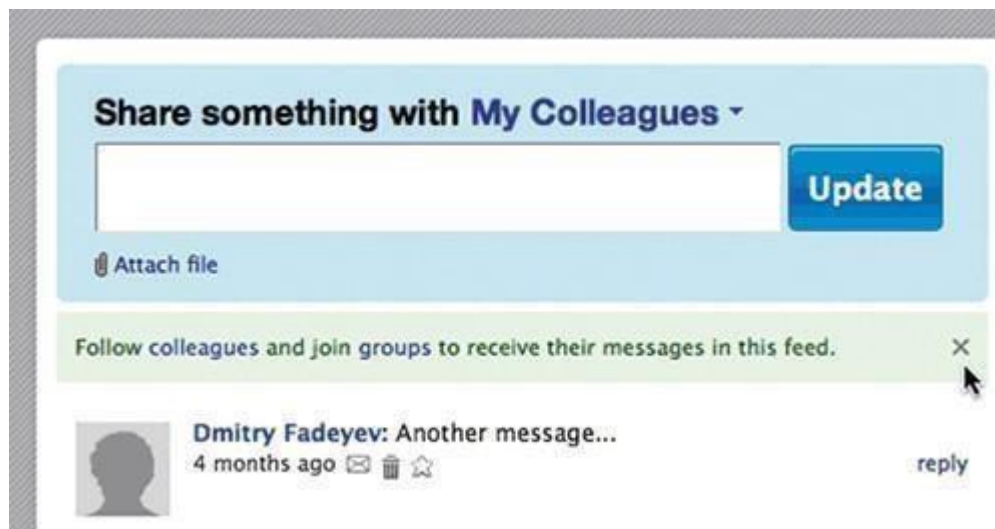 Share something with My Colleagues
Update
Attach file
Follow colleagues and join groups to receive their messages in this feed.
Dmitry Fadeyev: Another message...
4 months ago
reply